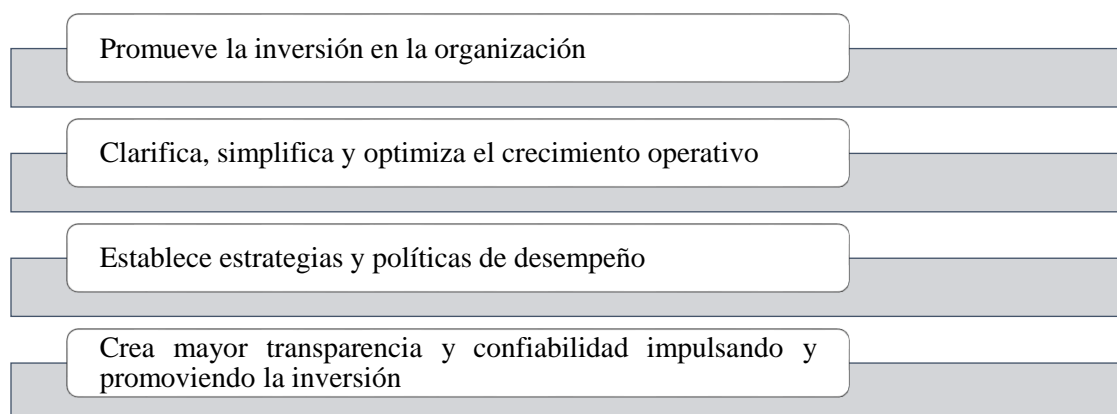 Promueve la inversión en la organización
Clarifica, simplifica y optimiza el crecimiento operativo
Establece estrategias y políticas de desempeño
Crea mayor transparencia y confiabilidad impulsando y
promoviendo la inversión